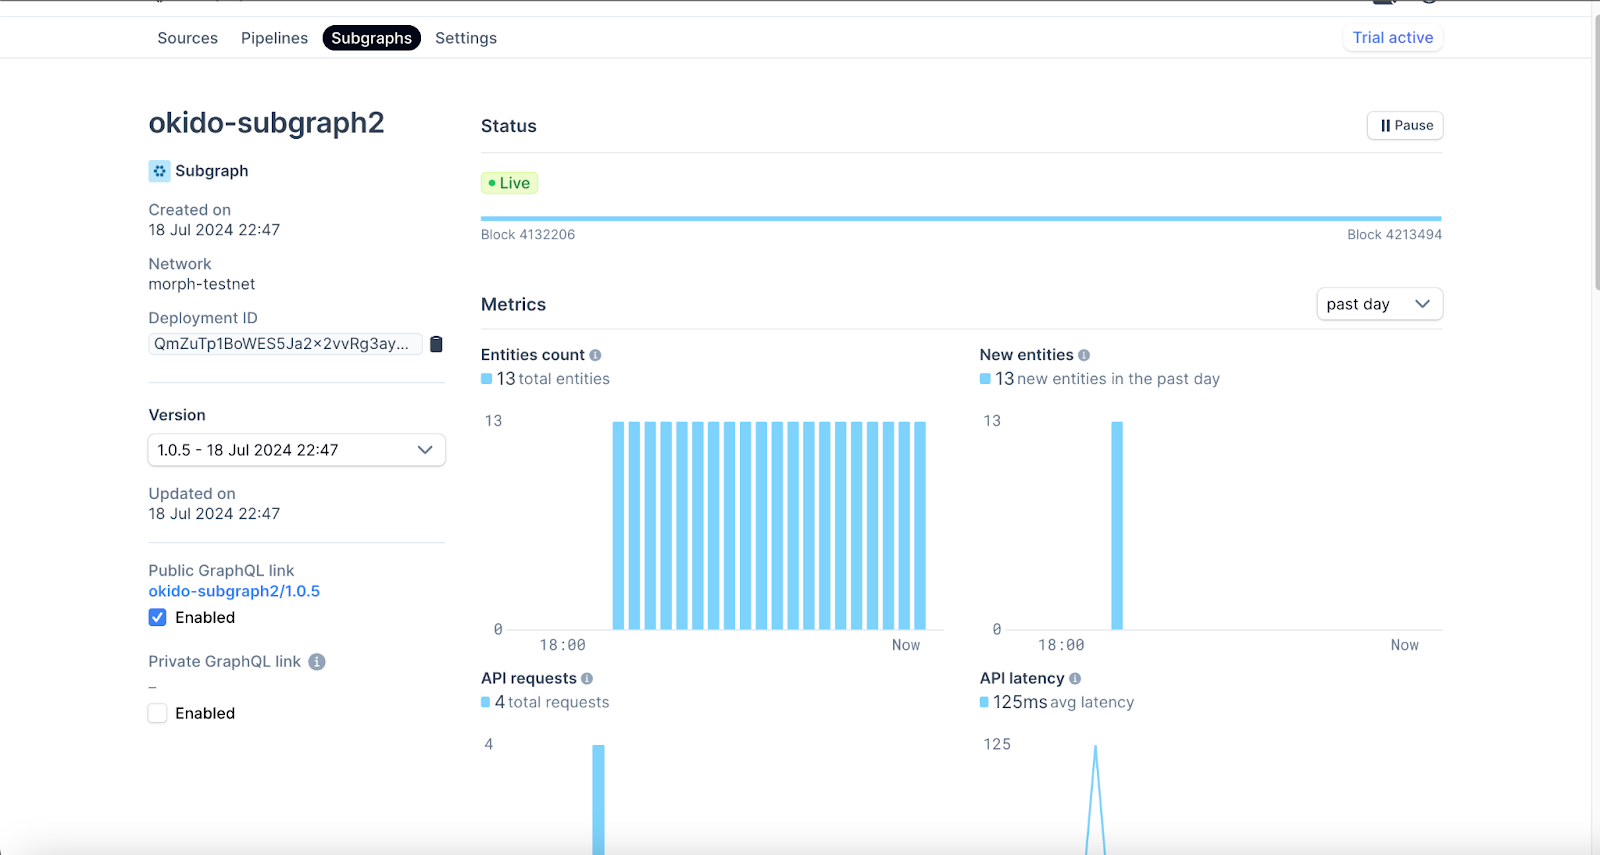 Sources Pipelines Subgraphs Settings Trial active
okido-subgraph2
Subgraph
Created on
18 Jul 2024 22:47
Network
morph-testnet
Deployment ID
QmZuTp1BoWES5Ja2x2vvRg3ay...
Version
1.0.5 - 18 Jul 2024 22:47
Updated on
18 Jul 2024 22:47
Public GraphQL link
okido-subgraph2/1.0.5
Enabled
Private GraphQL link
–
Enabled
Status
Pause
Live
Block 4132206 Block 4213494
Metrics
past day
Entities count
13 total entities
13
0
18:00 Now
New entities
13 new entities in the past day
13
0
18:00 Now
API requests
4 total requests
4
API latency
125ms avg latency
125